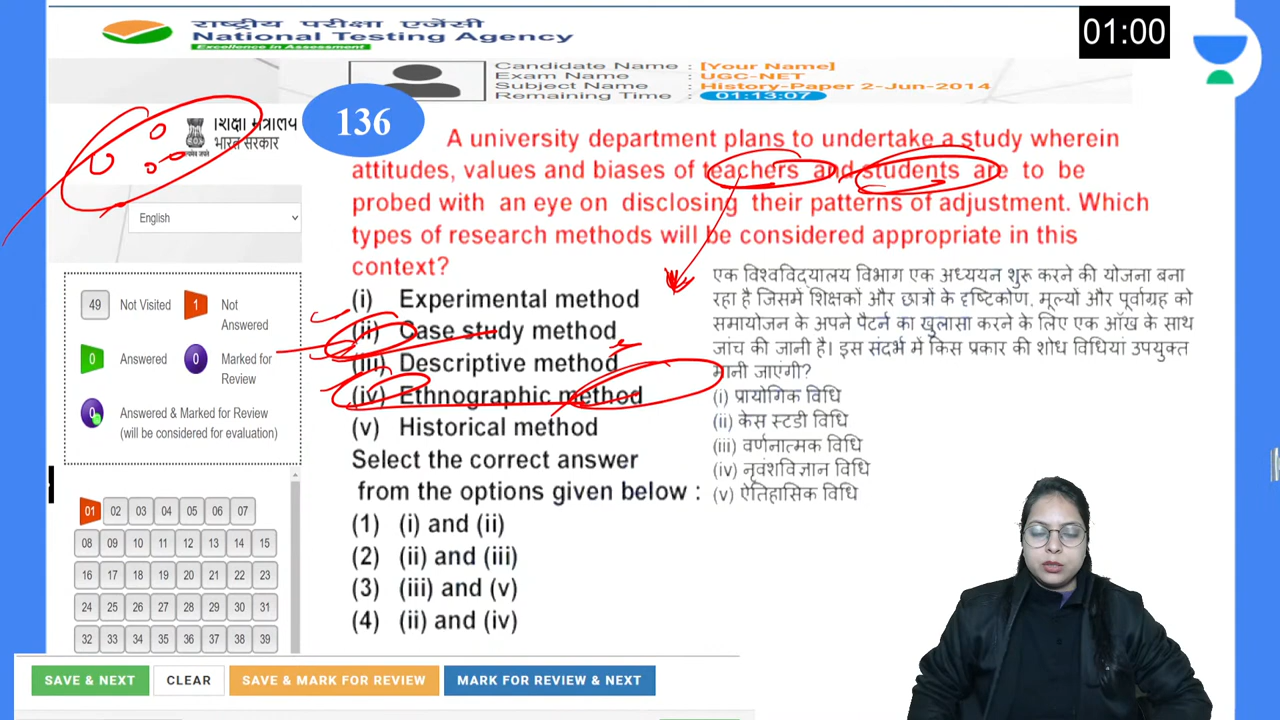 राष्ट्रीय परीक्षा एजेंसी
National Testing Agency
Excellence in Assessment
01:00
Candidate Name : [Your Name]
Exam Name : UGC-NET
Subject Name : History-Paper 2-Jun-2014
Remaining Time : 01:13:07
शिक्षा मंत्रालय
भारत सरकार
136
English
49 Not Visited
1 Not Answered
0 Answered
0 Marked for Review
0 Answered & Marked for Review
(will be considered for evaluation)
01 02 03 04 05 06 07
08 09 10 11 12 13 14 15
16 17 18 19 20 21 22 23
24 25 26 27 28 29 30 31
32 33 34 35 36 37 38 39
A university department plans to undertake a study wherein
attitudes, values and biases of teachers and students are to be
probed with an eye on disclosing their patterns of adjustment. Which
types of research methods will be considered appropriate in this
context?
(i) Experimental method
(ii) Case study method
(iii) Descriptive method
(iv) Ethnographic method
(v) Historical method
Select the correct answer
from the options given below :
(1) (i) and (ii)
(2) (ii) and (iii)
(3) (iii) and (v)
(4) (ii) and (iv)
एक विश्वविद्यालय विभाग एक अध्ययन शुरू करने की योजना बना
रहा है जिसमें शिक्षकों और छात्रों के दृष्टिकोण, मूल्यों और पूर्वाग्रह को
समायोजन के अपने पैटर्न का खुलासा करने के लिए एक आँख के साथ
जांच की जानी है। इस संदर्भ में किस प्रकार की शोध विधियां उपयुक्त
मानी जाएंगी?
(i) प्रायोगिक विधि
(ii) केस स्टडी विधि
(iii) वर्णनात्मक विधि
(iv) नृवंशविज्ञान विधि
(v) ऐतिहासिक विधि
SAVE & NEXT
CLEAR
SAVE & MARK FOR REVIEW
MARK FOR REVIEW & NEXT